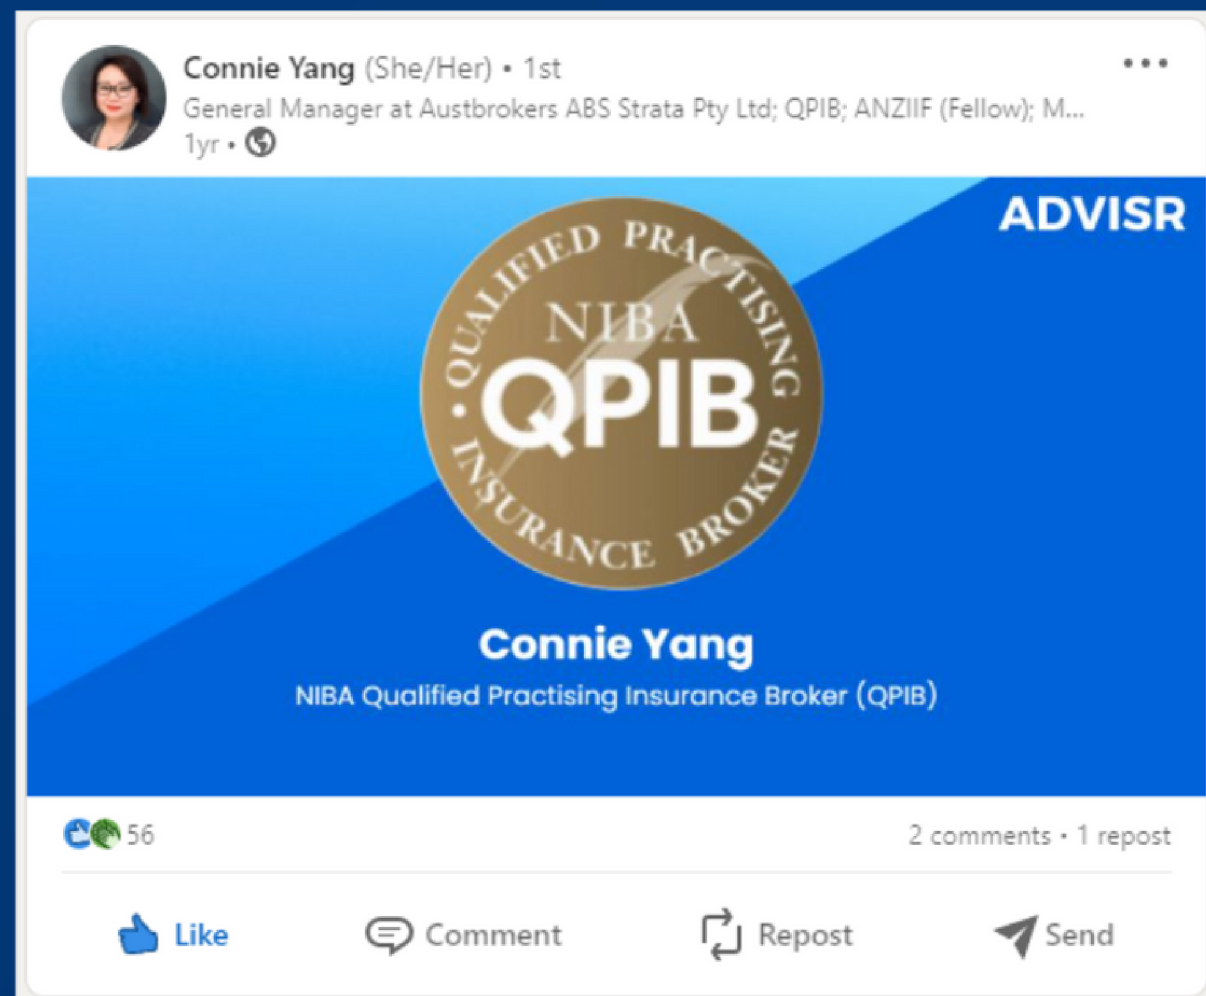 Connie Yang (She/Her) • 1st
General Manager at Austbrokers ABS Strata Pty Ltd; QPIB; ANZIIF (Fellow); M...
1yr •
ADVISR
• QUALIFIED PRACTISING
NIBA
QPIB
INSURANCE BROKER
Connie Yang
NIBA Qualified Practising Insurance Broker (QPIB)
56
2 comments • 1 repost
Like
Comment
Repost
Send